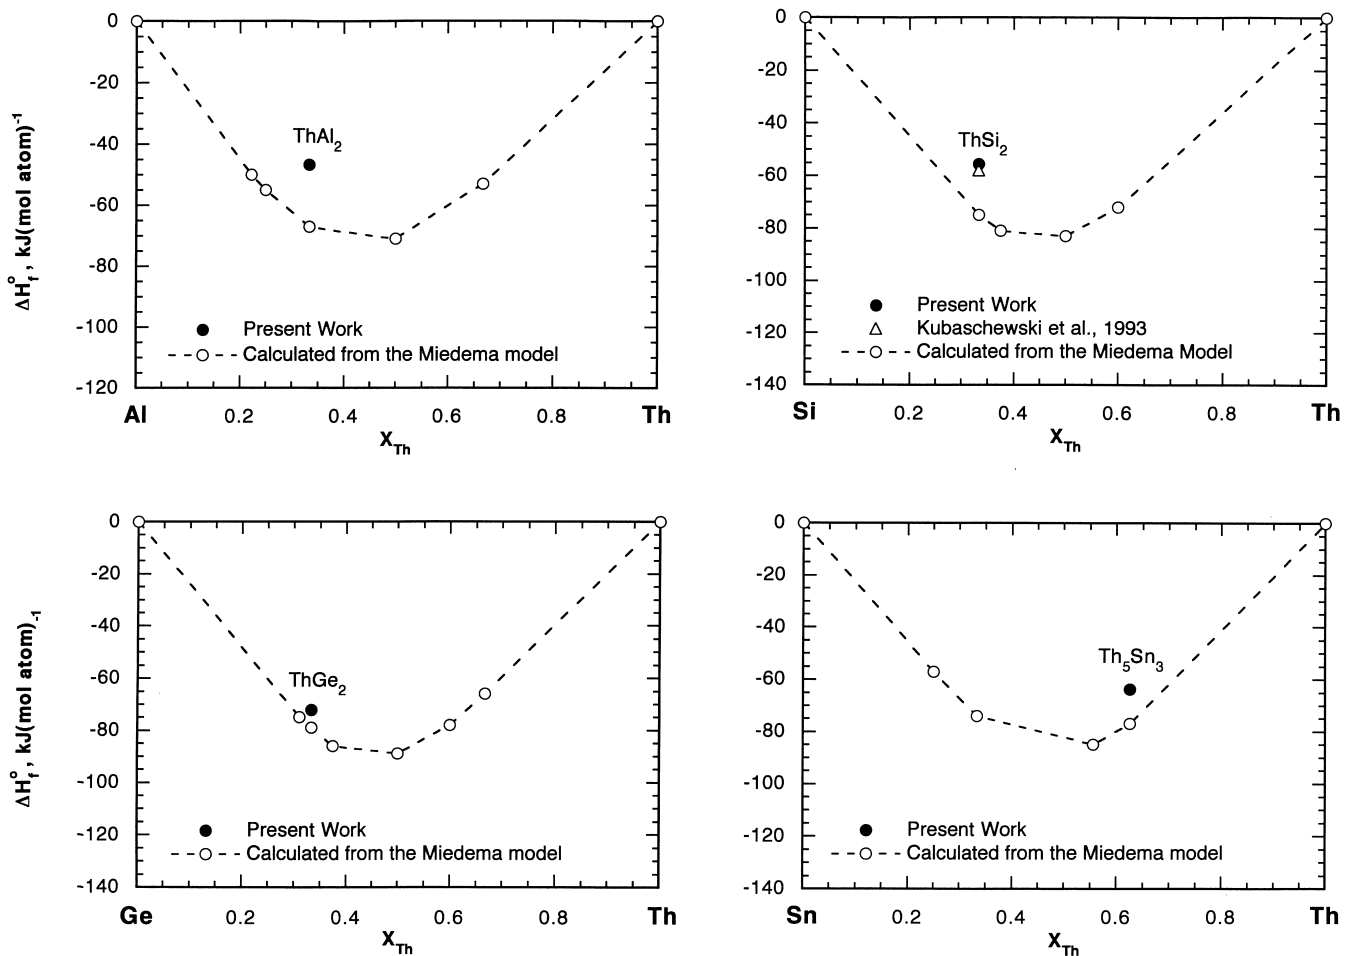 ΔH°f, kJ(mol atom)-1
0
-20
-40
-60
-80
-100
-120
ThAl2
Present Work
Calculated from the Miedema model
Al 0.2 0.4 0.6 0.8 Th
XTh
0
-20
-40
-60
-80
-100
-120
-140
ThSi2
Present Work
Kubaschewski et al., 1993
Calculated from the Miedema Model
Si 0.2 0.4 0.6 0.8 Th
XTh
ΔH°f, kJ(mol atom)-1
0
-20
-40
-60
-80
-100
-120
-140
ThGe2
Present Work
Calculated from the Miedema model
Ge 0.2 0.4 0.6 0.8 Th
XTh
0
-20
-40
-60
-80
-100
-120
-140
Th5Sn3
Present Work
Calculated from the Miedema model
Sn 0.2 0.4 0.6 0.8 Th
XTh